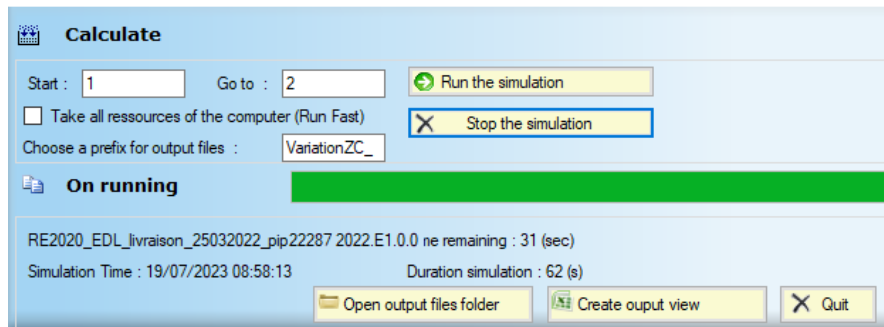 Calculate
Start : 1 Go to : 2 Run the simulation
Take all ressources of the computer (Run Fast)
Stop the simulation
Choose a prefix for output files : VariationZC_
On running
RE2020_EDL_livraison_25032022_pip22287 2022.E1.0.0 ne remaining : 31 (sec)
Simulation Time : 19/07/2023 08:58:13 Duration simulation : 62 (s)
Open output files folder Create ouput view Quit